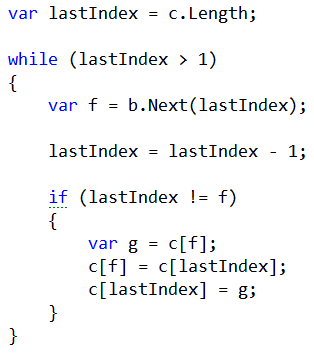 var lastIndex = c.Length;
while (lastIndex > 1)
{
var f = b.Next(lastIndex);
lastIndex = lastIndex - 1;
if (lastIndex != f)
{
var g = c[f];
c[f] = c[lastIndex];
c[lastIndex] = g;
}
}